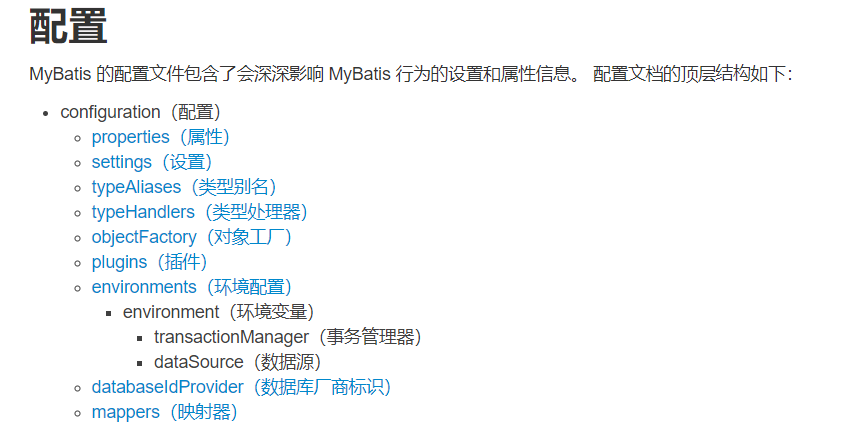 配置
MyBatis 的配置文件包含了会深深影响 MyBatis 行为的设置和属性信息。 配置文档的顶层结构如下：
configuration（配置）
properties（属性）
settings（设置）
typeAliases（类型别名）
typeHandlers（类型处理器）
objectFactory（对象工厂）
plugins（插件）
environments（环境配置）
environment（环境变量）
transactionManager（事务管理器）
dataSource（数据源）
databaseIdProvider（数据库厂商标识）
mappers（映射器）